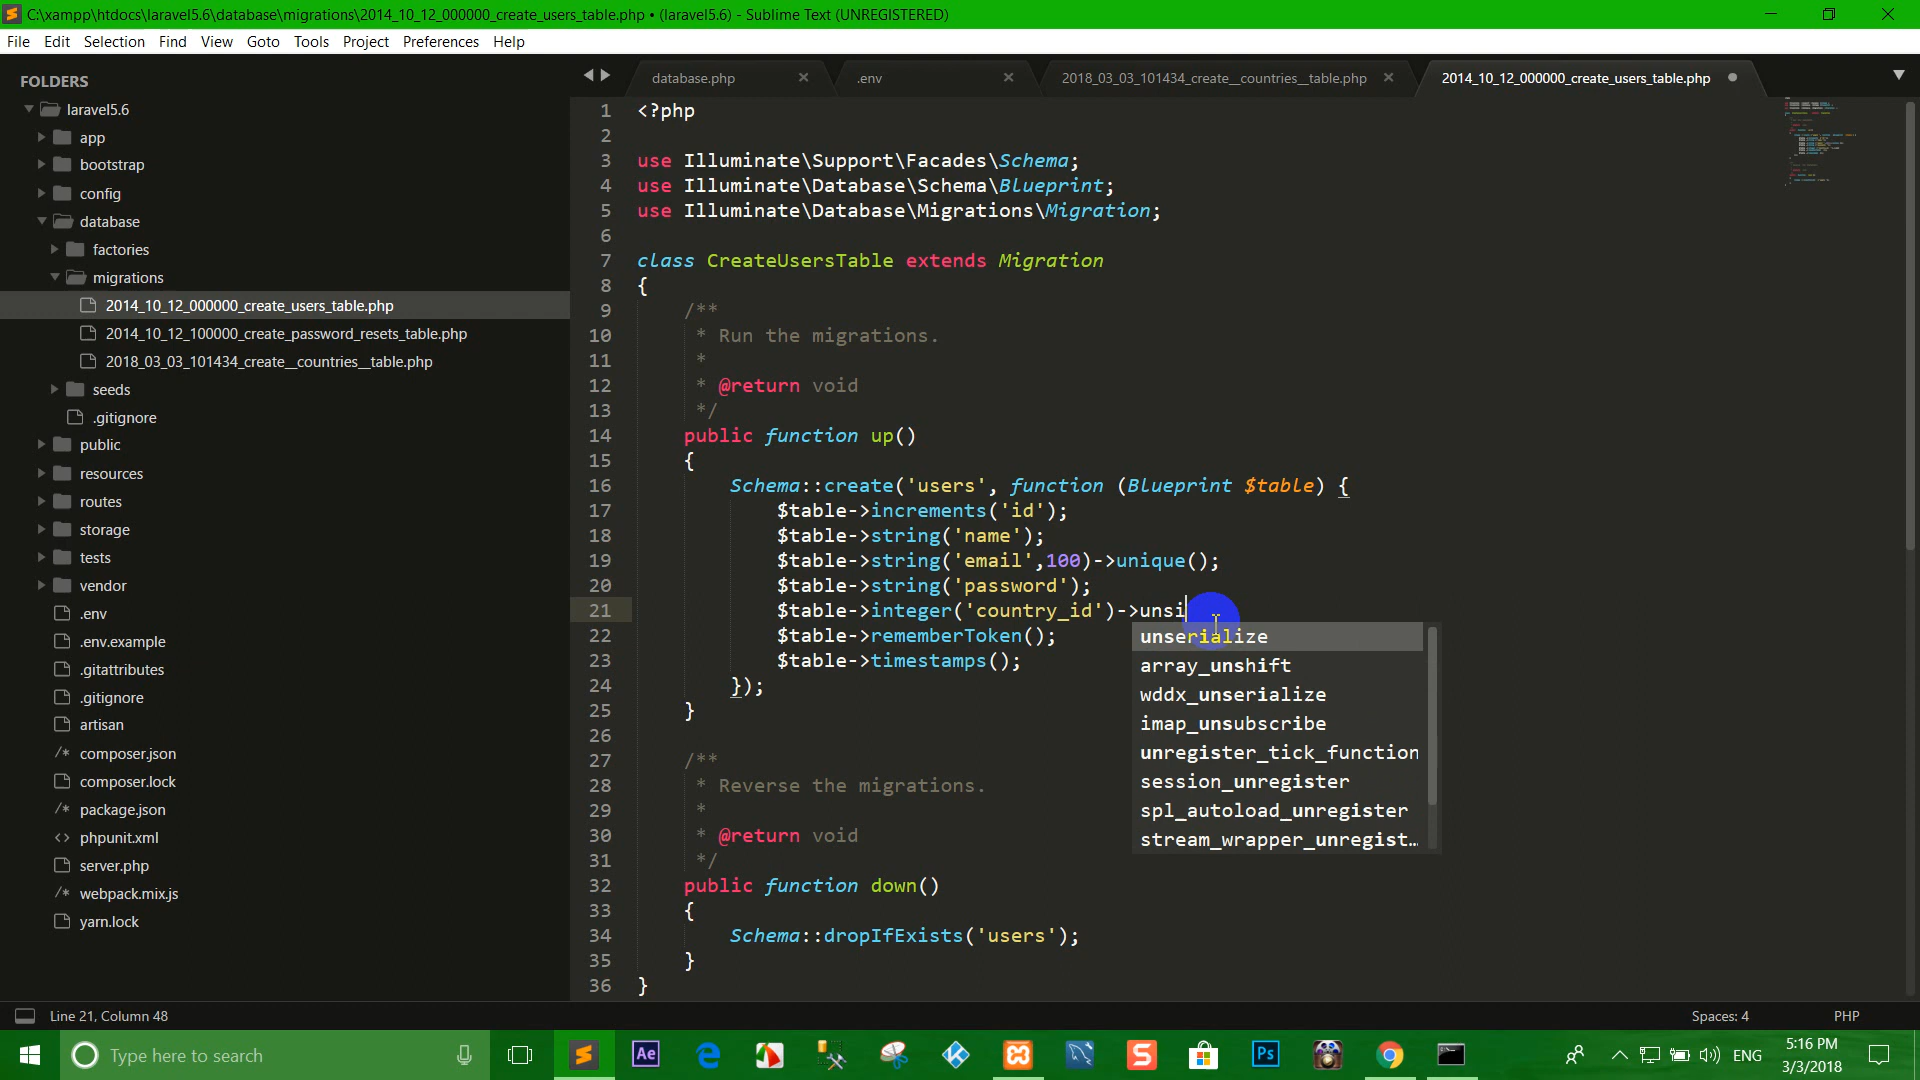 C:\xampp\htdocs\laravel5.6\database\migrations\2014_10_12_000000_create_users_table.php • (laravel5.6) - Sublime Text (UNREGISTERED)
File Edit Selection Find View Goto Tools Project Preferences Help
FOLDERS
laravel5.6
app
bootstrap
config
database
factories
migrations
2014_10_12_000000_create_users_table.php
2014_10_12_100000_create_password_resets_table.php
2018_03_03_101434_create__countries__table.php
seeds
.gitignore
public
resources
routes
storage
tests
vendor
.env
.env.example
.gitattributes
.gitignore
artisan
/* composer.json
composer.lock
/* package.json
<> phpunit.xml
server.php
/* webpack.mix.js
yarn.lock
database.php .env 2018_03_03_101434_create__countries__table.php 2014_10_12_000000_create_users_table.php
1 <?php
2
3 use Illuminate\Support\Facades\Schema;
4 use Illuminate\Database\Schema\Blueprint;
5 use Illuminate\Database\Migrations\Migration;
6
7 class CreateUsersTable extends Migration
8 {
9 /**
10 * Run the migrations.
11 *
12 * @return void
13 */
14 public function up()
15 {
16 Schema::create('users', function (Blueprint $table) {
17 $table->increments('id');
18 $table->string('name');
19 $table->string('email',100)->unique();
20 $table->string('password');
21 $table->integer('country_id')->unsi
22 $table->rememberToken();
23 $table->timestamps();
24 });
25 }
26
27 /**
28 * Reverse the migrations.
29 *
30 * @return void
31 */
32 public function down()
33 {
34 Schema::dropIfExists('users');
35 }
36 }
unserialize
array_unshift
wddx_unserialize
imap_unsubscribe
unregister_tick_function
session_unregister
spl_autoload_unregister
stream_wrapper_unregist…
Line 21, Column 48 Spaces: 4 PHP
Type here to search
Ae
Ps
ENG
5:16 PM
3/3/2018